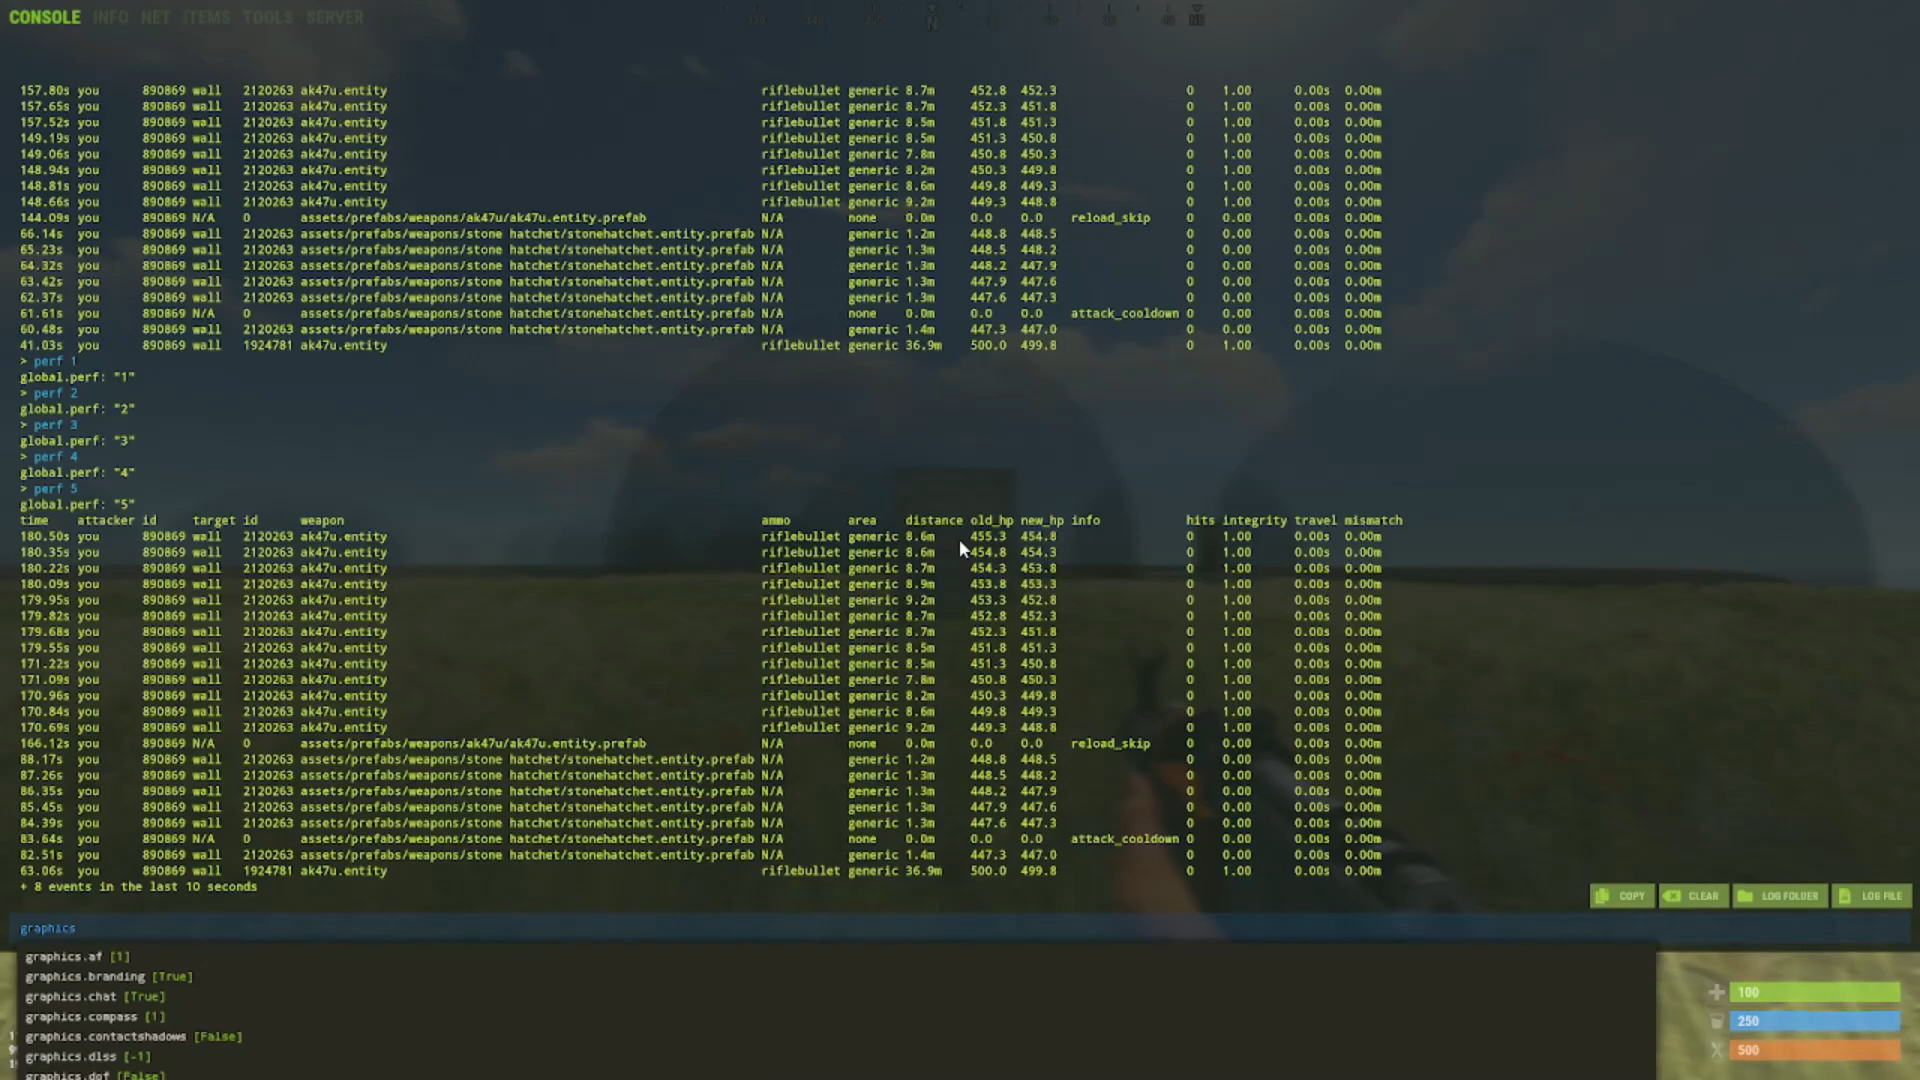 CONSOLE INFO NET ITEMS TOOLS SERVER
157.80s you 890869 wall 2120263 ak47u.entity riflebullet generic 8.7m 452.8 452.3 0 1.00 0.00s 0.00m
157.65s you 890869 wall 2120263 ak47u.entity riflebullet generic 8.7m 452.3 451.8 0 1.00 0.00s 0.00m
157.52s you 890869 wall 2120263 ak47u.entity riflebullet generic 8.5m 451.8 451.3 0 1.00 0.00s 0.00m
149.19s you 890869 wall 2120263 ak47u.entity riflebullet generic 8.5m 451.3 450.8 0 1.00 0.00s 0.00m
149.06s you 890869 wall 2120263 ak47u.entity riflebullet generic 7.8m 450.8 450.3 0 1.00 0.00s 0.00m
148.94s you 890869 wall 2120263 ak47u.entity riflebullet generic 8.2m 450.3 449.8 0 1.00 0.00s 0.00m
148.81s you 890869 wall 2120263 ak47u.entity riflebullet generic 8.6m 449.8 449.3 0 1.00 0.00s 0.00m
148.66s you 890869 wall 2120263 ak47u.entity riflebullet generic 9.2m 449.3 448.8 0 1.00 0.00s 0.00m
144.09s you 890869 N/A 0 assets/prefabs/weapons/ak47u/ak47u.entity.prefab N/A none 0.0m 0.0 0.0 reload_skip 0 0.00 0.00s 0.00m
66.14s you 890869 wall 2120263 assets/prefabs/weapons/stone hatchet/stonehatchet.entity.prefab N/A generic 1.2m 448.8 448.5 0 0.00 0.00s 0.00m
65.23s you 890869 wall 2120263 assets/prefabs/weapons/stone hatchet/stonehatchet.entity.prefab N/A generic 1.3m 448.5 448.2 0 0.00 0.00s 0.00m
64.32s you 890869 wall 2120263 assets/prefabs/weapons/stone hatchet/stonehatchet.entity.prefab N/A generic 1.3m 448.2 447.9 0 0.00 0.00s 0.00m
63.42s you 890869 wall 2120263 assets/prefabs/weapons/stone hatchet/stonehatchet.entity.prefab N/A generic 1.3m 447.9 447.6 0 0.00 0.00s 0.00m
62.37s you 890869 wall 2120263 assets/prefabs/weapons/stone hatchet/stonehatchet.entity.prefab N/A generic 1.3m 447.6 447.3 0 0.00 0.00s 0.00m
61.61s you 890869 N/A 0 assets/prefabs/weapons/stone hatchet/stonehatchet.entity.prefab N/A none 0.0m 0.0 0.0 attack_cooldown 0 0.00 0.00s 0.00m
60.48s you 890869 wall 2120263 assets/prefabs/weapons/stone hatchet/stonehatchet.entity.prefab N/A generic 1.4m 447.3 447.0 0 0.00 0.00s 0.00m
41.03s you 890869 wall 1924781 ak47u.entity riflebullet generic 36.9m 500.0 499.8 0 1.00 0.00s 0.00m
> perf 1
global.perf: "1"
> perf 2
global.perf: "2"
> perf 3
global.perf: "3"
> perf 4
global.perf: "4"
> perf 5
global.perf: "5"
time attacker id target id weapon ammo area distance old_hp new_hp info hits integrity travel mismatch
180.50s you 890869 wall 2120263 ak47u.entity riflebullet generic 8.6m 455.3 454.8 0 1.00 0.00s 0.00m
180.35s you 890869 wall 2120263 ak47u.entity riflebullet generic 8.6m 454.8 454.3 0 1.00 0.00s 0.00m
180.22s you 890869 wall 2120263 ak47u.entity riflebullet generic 8.7m 454.3 453.8 0 1.00 0.00s 0.00m
180.09s you 890869 wall 2120263 ak47u.entity riflebullet generic 8.9m 453.8 453.3 0 1.00 0.00s 0.00m
179.95s you 890869 wall 2120263 ak47u.entity riflebullet generic 9.2m 453.3 452.8 0 1.00 0.00s 0.00m
179.82s you 890869 wall 2120263 ak47u.entity riflebullet generic 8.7m 452.8 452.3 0 1.00 0.00s 0.00m
179.68s you 890869 wall 2120263 ak47u.entity riflebullet generic 8.7m 452.3 451.8 0 1.00 0.00s 0.00m
179.55s you 890869 wall 2120263 ak47u.entity riflebullet generic 8.5m 451.8 451.3 0 1.00 0.00s 0.00m
171.22s you 890869 wall 2120263 ak47u.entity riflebullet generic 8.5m 451.3 450.8 0 1.00 0.00s 0.00m
171.09s you 890869 wall 2120263 ak47u.entity riflebullet generic 7.8m 450.8 450.3 0 1.00 0.00s 0.00m
170.96s you 890869 wall 2120263 ak47u.entity riflebullet generic 8.2m 450.3 449.8 0 1.00 0.00s 0.00m
170.84s you 890869 wall 2120263 ak47u.entity riflebullet generic 8.6m 449.8 449.3 0 1.00 0.00s 0.00m
170.69s you 890869 wall 2120263 ak47u.entity riflebullet generic 9.2m 449.3 448.8 0 1.00 0.00s 0.00m
166.12s you 890869 N/A 0 assets/prefabs/weapons/ak47u/ak47u.entity.prefab N/A none 0.0m 0.0 0.0 reload_skip 0 0.00 0.00s 0.00m
88.17s you 890869 wall 2120263 assets/prefabs/weapons/stone hatchet/stonehatchet.entity.prefab N/A generic 1.2m 448.8 448.5 0 0.00 0.00s 0.00m
87.26s you 890869 wall 2120263 assets/prefabs/weapons/stone hatchet/stonehatchet.entity.prefab N/A generic 1.3m 448.5 448.2 0 0.00 0.00s 0.00m
86.35s you 890869 wall 2120263 assets/prefabs/weapons/stone hatchet/stonehatchet.entity.prefab N/A generic 1.3m 448.2 447.9 0 0.00 0.00s 0.00m
85.45s you 890869 wall 2120263 assets/prefabs/weapons/stone hatchet/stonehatchet.entity.prefab N/A generic 1.3m 447.9 447.6 0 0.00 0.00s 0.00m
84.39s you 890869 wall 2120263 assets/prefabs/weapons/stone hatchet/stonehatchet.entity.prefab N/A generic 1.3m 447.6 447.3 0 0.00 0.00s 0.00m
83.64s you 890869 N/A 0 assets/prefabs/weapons/stone hatchet/stonehatchet.entity.prefab N/A none 0.0m 0.0 0.0 attack_cooldown 0 0.00 0.00s 0.00m
82.51s you 890869 wall 2120263 assets/prefabs/weapons/stone hatchet/stonehatchet.entity.prefab N/A generic 1.4m 447.3 447.0 0 0.00 0.00s 0.00m
63.06s you 890869 wall 1924781 ak47u.entity riflebullet generic 36.9m 500.0 499.8 0 1.00 0.00s 0.00m
+ 8 events in the last 10 seconds
COPY CLEAR LOG FOLDER LOG FILE
graphics
graphics.af [1]
graphics.branding [True]
graphics.chat [True]
graphics.compass [1]
graphics.contactshadows [False]
graphics.dlss [-1]
graphics.dof [False]
100
250
500